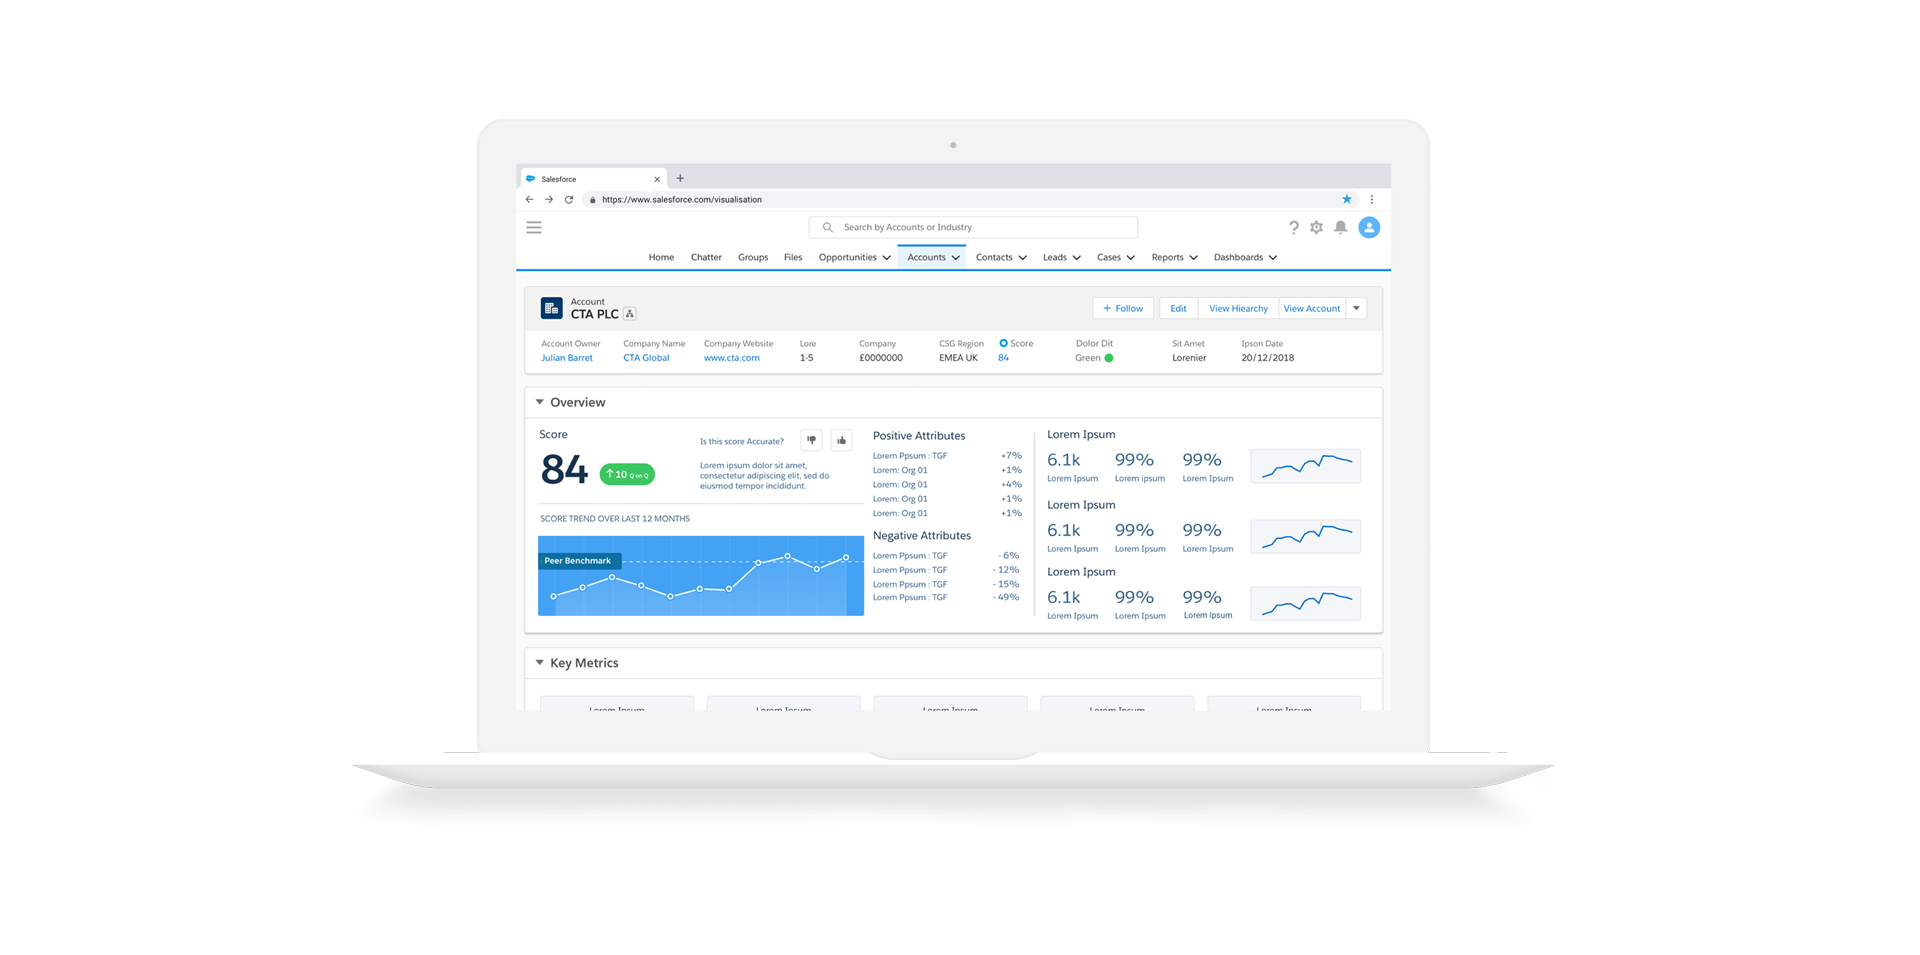 Salesforce
https://www.salesforce.com/visualisation
Search by Accounts or Industry
Home Chatter Groups Files Opportunities Accounts Contacts Leads Cases Reports Dashboards
Account
CTA PLC
+ Follow Edit View Hiearchy View Account
Account Owner Company Name Company Website Lore Company CSG Region Score Dolor Dit Sit Amet Ipson Date
Julian Barret CTA Global www.cta.com 1-5 £0000000 EMEA UK 84 Green Lorenier 20/12/2018
Overview
Score
84 10 Q on Q
Is this score Accurate?
Lorem ipsum dolor sit amet,
consectetur adipiscing elit, sed do
eiusmod tempor incididunt.
SCORE TREND OVER LAST 12 MONTHS
Peer Benchmark
Positive Attributes
Lorem Ppsum : TGF +7%
Lorem: Org 01 +1%
Lorem: Org 01 +4%
Lorem: Org 01 +1%
Lorem: Org 01 +1%
Negative Attributes
Lorem Ppsum : TGF - 6%
Lorem Ppsum : TGF - 12%
Lorem Ppsum : TGF - 15%
Lorem Ppsum : TGF - 49%
Lorem Ipsum
6.1k 99% 99%
Lorem Ipsum Lorem ipsum Lorem Ipsum
Lorem Ipsum
6.1k 99% 99%
Lorem Ipsum Lorem Ipsum Lorem Ipsum
Lorem Ipsum
6.1k 99% 99%
Lorem Ipsum Lorem Ipsum Lorem Ipsum
Key Metrics
Lorem Ipsum Lorem Ipsum Lorem Ipsum Lorem Ipsum Lorem Ipsum